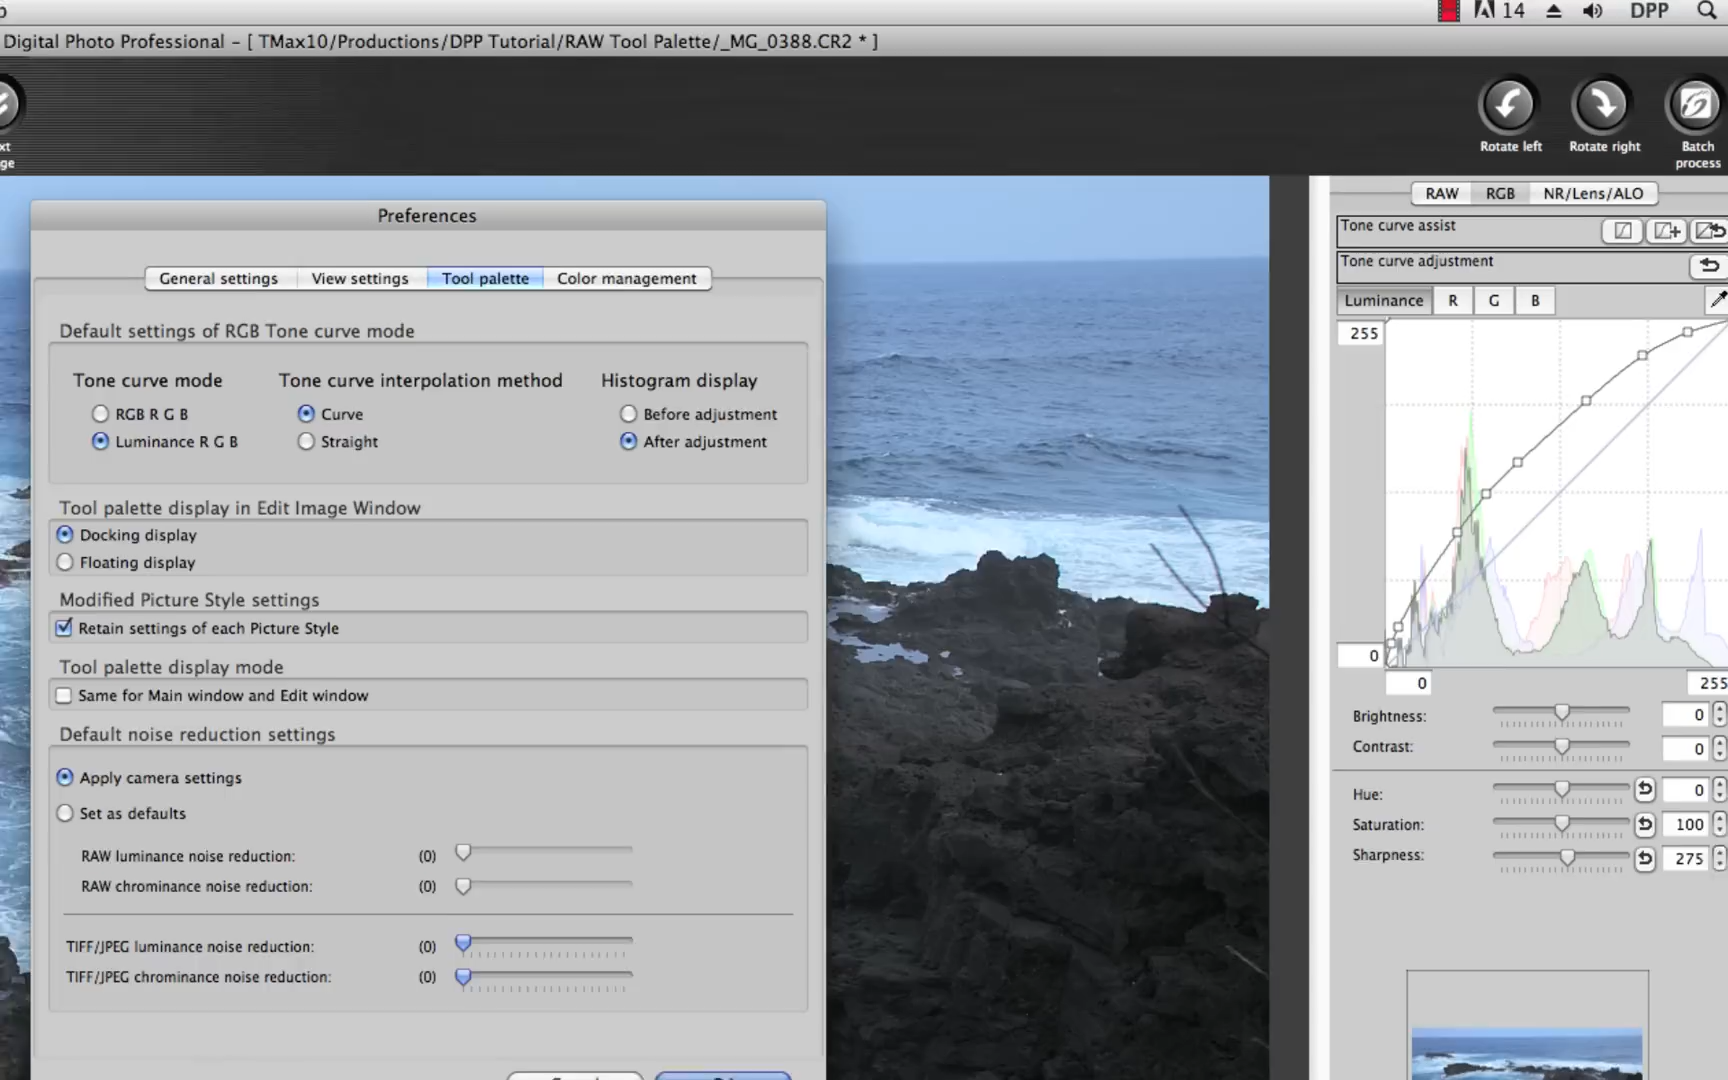 14 DPP
Digital Photo Professional - [ TMax10/Productions/DPP Tutorial/RAW Tool Palette/_MG_0388.CR2 * ]
Rotate left Rotate right Batch process
Preferences
General settings View settings Tool palette Color management
Default settings of RGB Tone curve mode
Tone curve mode Tone curve interpolation method Histogram display
RGB R G B Curve Before adjustment
Luminance R G B Straight After adjustment
Tool palette display in Edit Image Window
Docking display
Floating display
Modified Picture Style settings
Retain settings of each Picture Style
Tool palette display mode
Same for Main window and Edit window
Default noise reduction settings
Apply camera settings
Set as defaults
RAW luminance noise reduction: (0)
RAW chrominance noise reduction: (0)
TIFF/JPEG luminance noise reduction: (0)
TIFF/JPEG chrominance noise reduction: (0)
RAW RGB NR/Lens/ALO
Tone curve assist
Tone curve adjustment
Luminance R G B
255
0
0 255
Brightness: 0
Contrast: 0
Hue: 0
Saturation: 100
Sharpness: 275